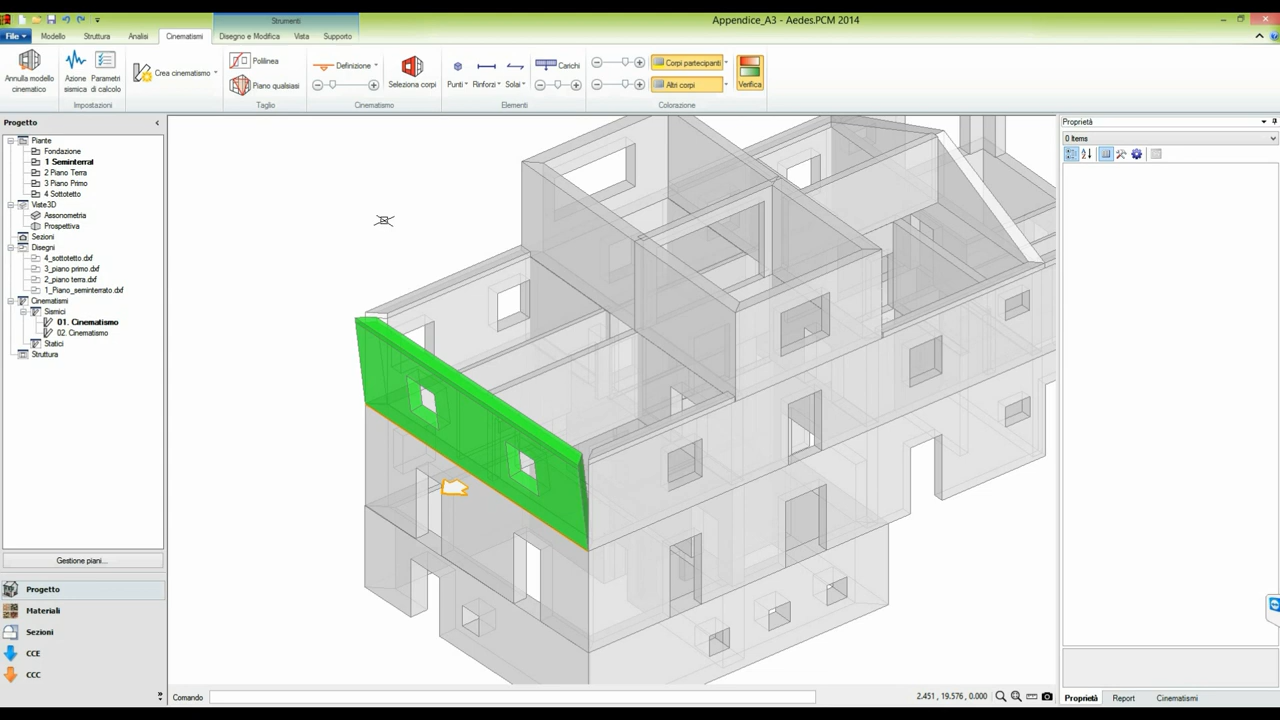 Strumenti
Appendice_A3 - Aedes.PCM 2014
File Modello Struttura Analisi Cinematismi Disegno e Modifica Vista Supporto
Annulla modello cinematico
Azione sismica
Parametri di calcolo
Impostazioni
Crea cinematismo
Polilinea
Piano qualsiasi
Taglio
Definizione
Seleziona corpi
Cinematismo
Punti
Rinforzi
Solai
Carichi
Elementi
Corpi partecipanti
Altri corpi
Colorazione
Verifica
Progetto
Piante
Fondazione
1 Seminterral
2 Piano Terra
3 Piano Primo
4 Sottotetto
Viste3D
Assonometria
Prospettiva
Sezioni
Disegni
4_sottotetto.dxf
3_piano primo.dxf
2_piano terra.dxf
1_Piano_seminterrato.dxf
Cinematismi
Sismici
01. Cinematismo
02. Cinematismo
Statici
Struttura
Gestione piani...
Progetto
Materiali
Sezioni
CCE
CCC
Comando
2.451 , 19.576 , 0.000
Proprietà
0 Items
Proprietà Report Cinematismi